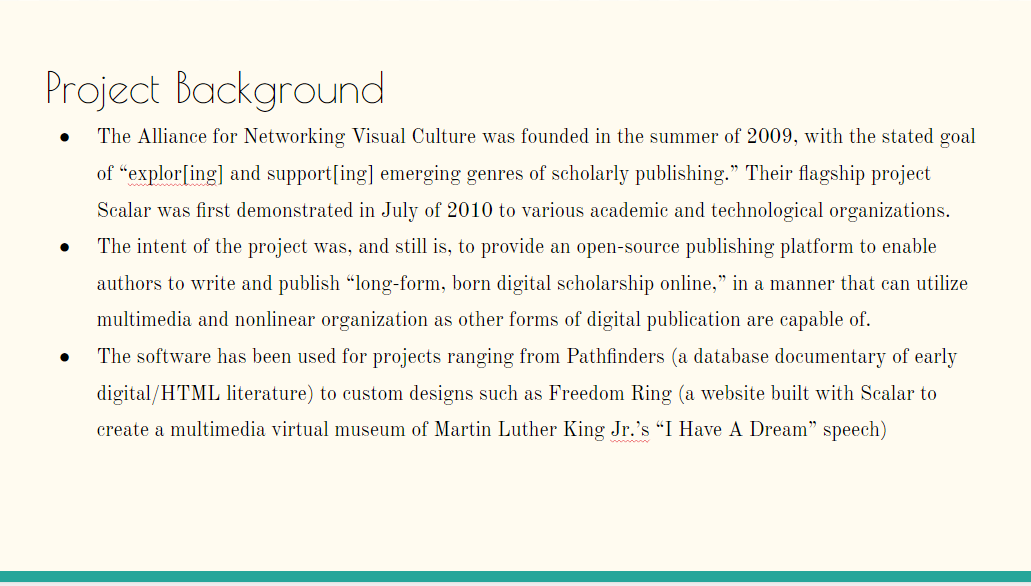 Project Background
● The Alliance for Networking Visual Culture was founded in the summer of 2009, with the stated goal
of “explor[ing] and support[ing] emerging genres of scholarly publishing.” Their flagship project
Scalar was first demonstrated in July of 2010 to various academic and technological organizations.
● The intent of the project was, and still is, to provide an open-source publishing platform to enable
authors to write and publish “long-form, born digital scholarship online,” in a manner that can utilize
multimedia and nonlinear organization as other forms of digital publication are capable of.
● The software has been used for projects ranging from Pathfinders (a database documentary of early
digital/HTML literature) to custom designs such as Freedom Ring (a website built with Scalar to
create a multimedia virtual museum of Martin Luther King Jr.’s “I Have A Dream” speech)